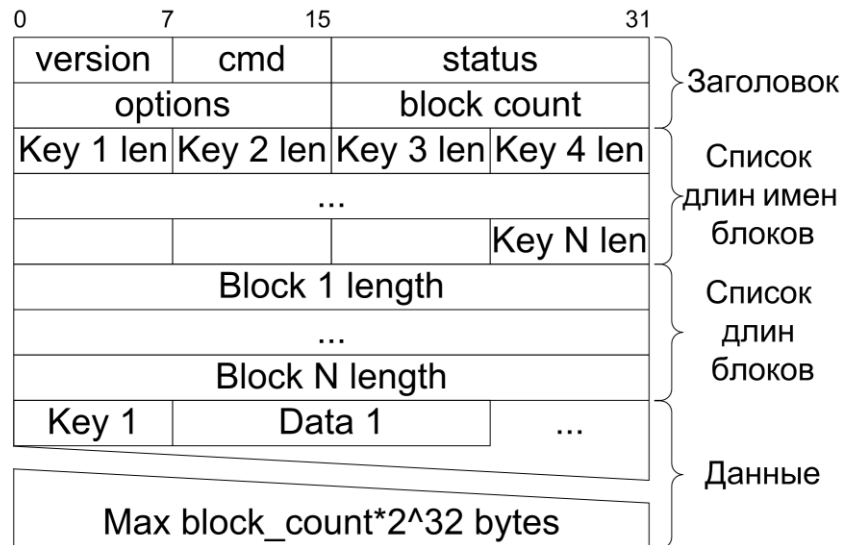 0 7 15 31
version cmd status
options block count
Заголовок
Key 1 len Key 2 len Key 3 len Key 4 len
...
Key N len
Список
длин имен
блоков
Block 1 length
...
Block N length
Список
длин
блоков
Key 1 Data 1 ...
Max block_count*2^32 bytes
Данные